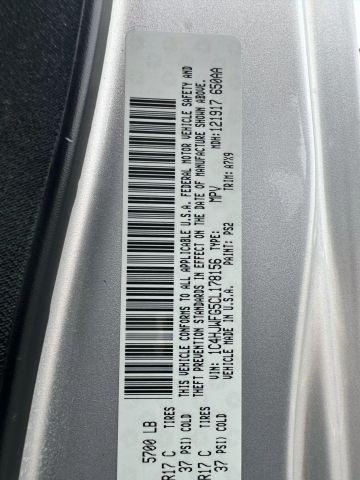 5700 LB
R17 C TIRES 37 PSI) COLD
R17 C TIRES 37 PSI) COLD
THIS VEHICLE CONFORMS TO ALL APPLICABLE U.S.A. FEDERAL MOTOR VEHICLE SAFETY AND
THEFT PREVENTION STANDARDS IN EFFECT ON THE DATE OF MANUFACTURE SHOWN ABOVE.
VIN: 1C4HJWFG5CL178156 TYPE: MPV MDH: 121917 650AA
MADE IN U.S.A. PAINT: PS2 TRIM: A7X9